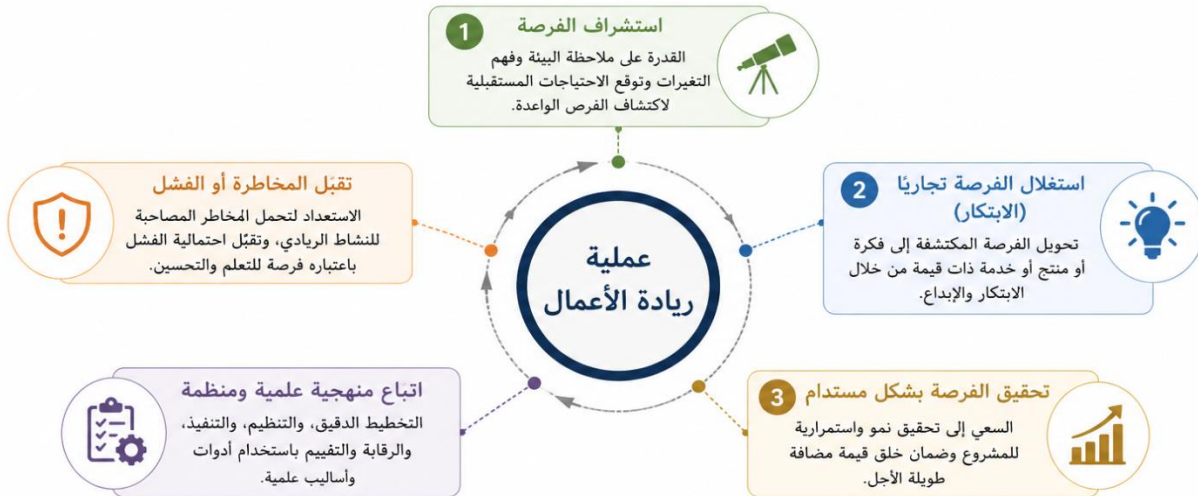 1
استشراف الفرصة
القدرة على ملاحظة البيئة وفهم
التغيرات وتوقع الاحتياجات المستقبلية
لاكتشاف الفرص الواعدة.
2
استغلال الفرصة تجاريًا
(الابتكار)
تحويل الفرصة المكتشفة إلى فكرة
أو منتج أو خدمة ذات قيمة من خلال
الابتكار والإبداع.
3
تحقيق الفرصة بشكل مستدام
السعي إلى تحقيق نمو واستمرارية
للمشروع وضمان خلق قيمة مضافة
طويلة الأجل.
اتباع منهجية علمية ومنظمة
التخطيط الدقيق، والتنظيم، والتنفيذ،
والرقابة والتقييم باستخدام أدوات
وأساليب علمية.
تقبّل المخاطرة أو الفشل
الاستعداد لتحمل المخاطر المصاحبة
للنشاط الريادي، وتقبّل احتمالية الفشل
باعتباره فرصة للتعلم والتحسين.
عملية
ريادة الأعمال